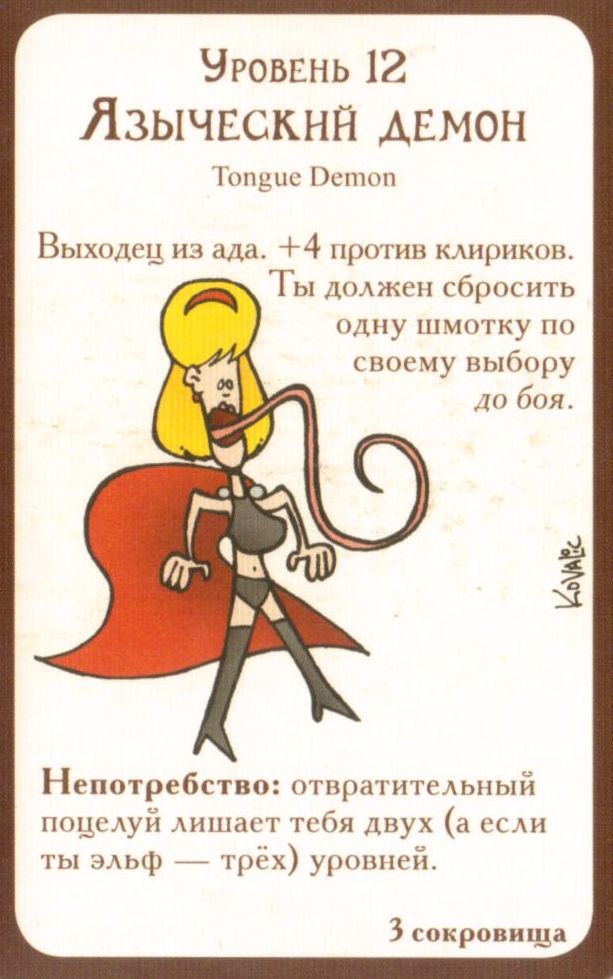 Уровень 12
Языческий демон
Tongue Demon
Выходец из ада. +4 против клириков.
Ты должен сбросить
одну шмотку по
своему выбору
до боя.
Kovalic
Непотребство: отвратительный
поцелуй лишает тебя двух (а если
ты эльф — трёх) уровней.
3 сокровища